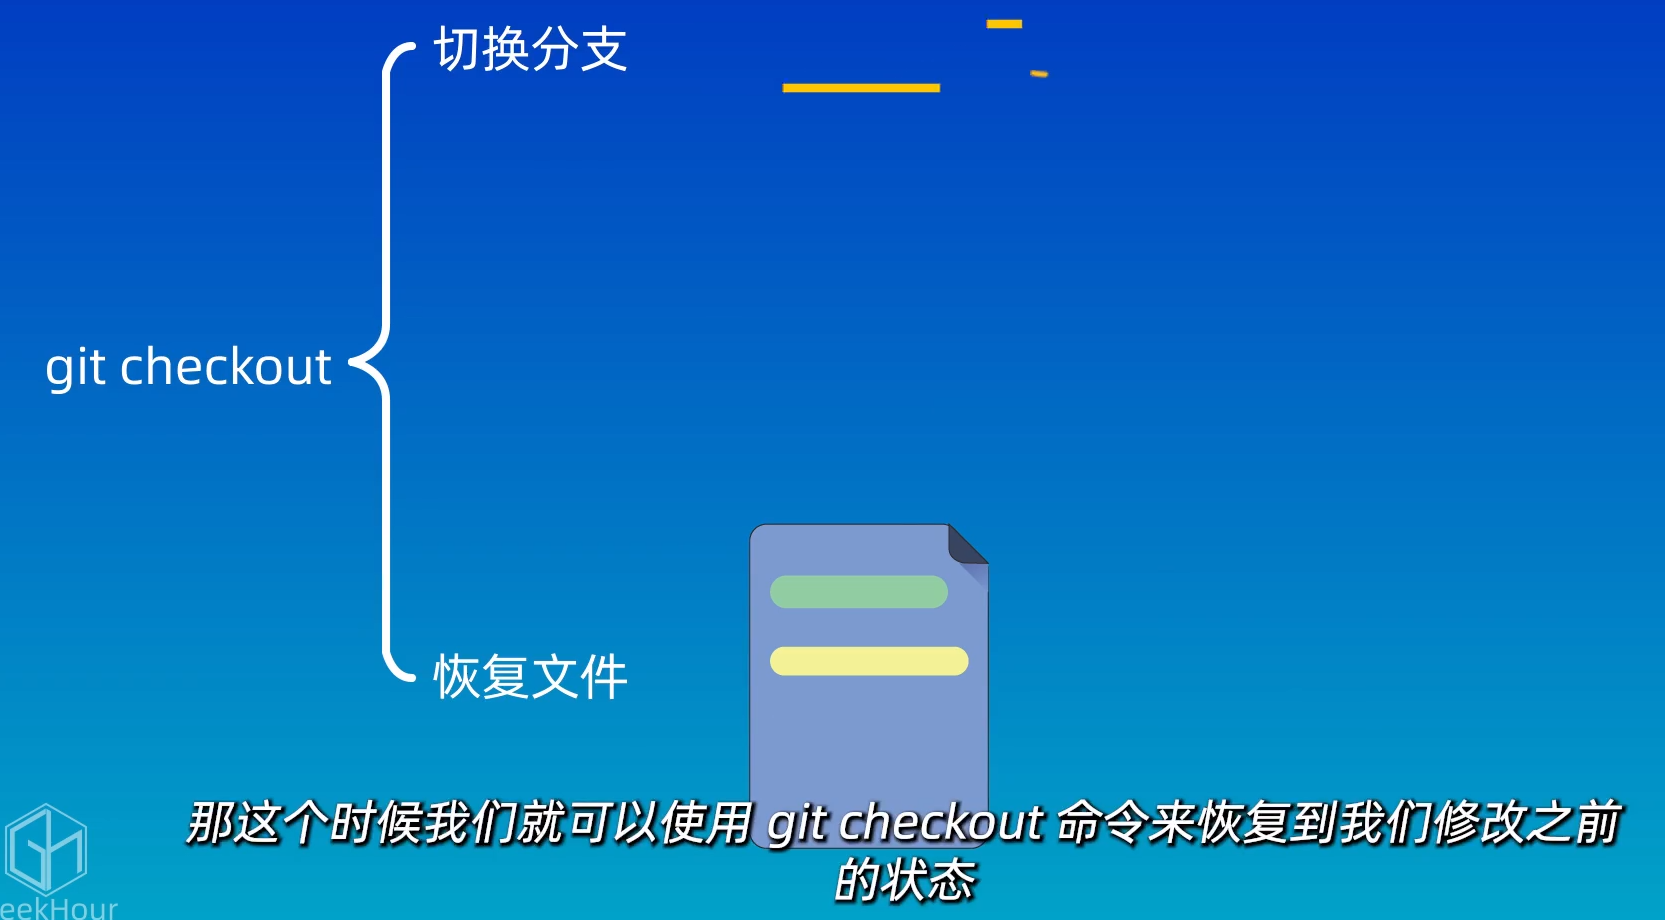 切换分支
git checkout
恢复文件
那这个时候我们就可以使用 git checkout 命令来恢复到我们修改之前
的状态
eekHour